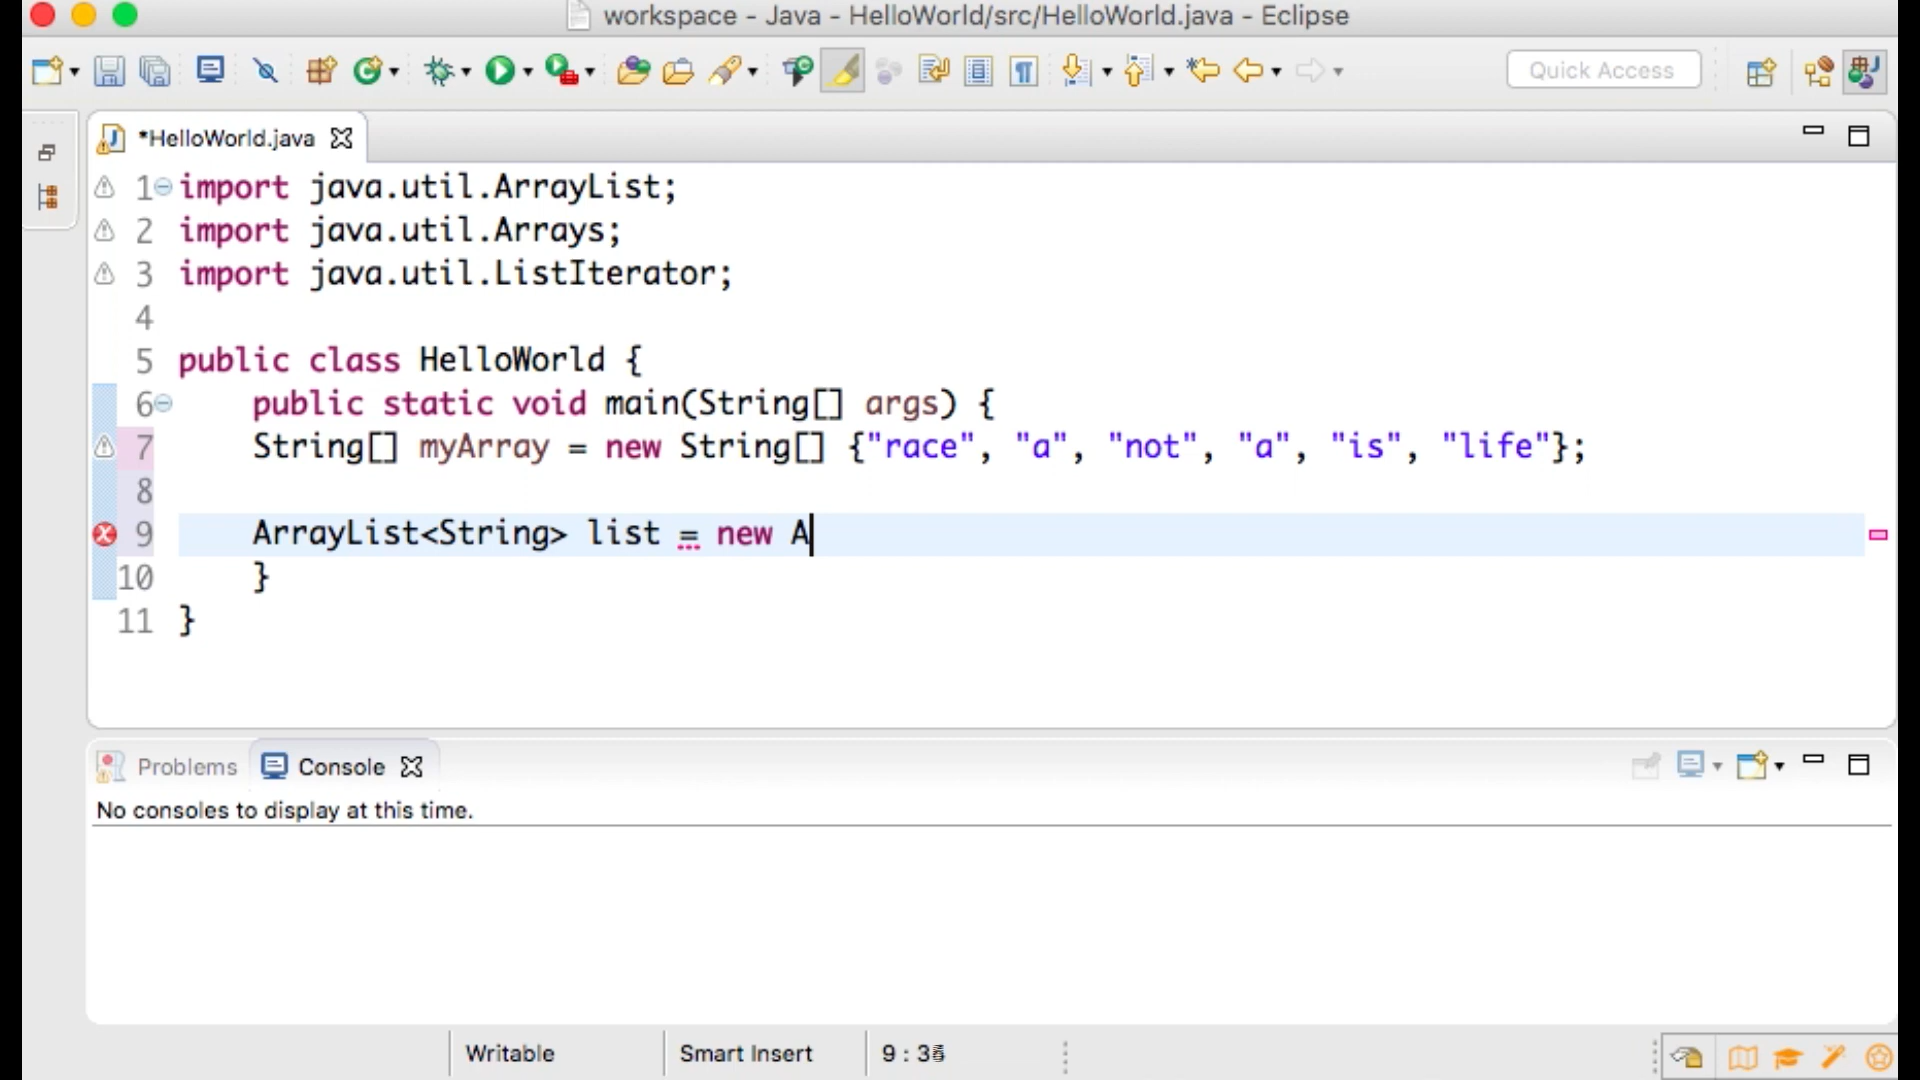 workspace - Java - HelloWorld/src/HelloWorld.java - Eclipse
Quick Access
*HelloWorld.java
1 import java.util.ArrayList;
2 import java.util.Arrays;
3 import java.util.ListIterator;
4
5 public class HelloWorld {
6 public static void main(String[] args) {
7 String[] myArray = new String[] {"race", "a", "not", "a", "is", "life"};
8
9 ArrayList<String> list = new A
10 }
11 }
Problems Console
No consoles to display at this time.
Writable Smart Insert